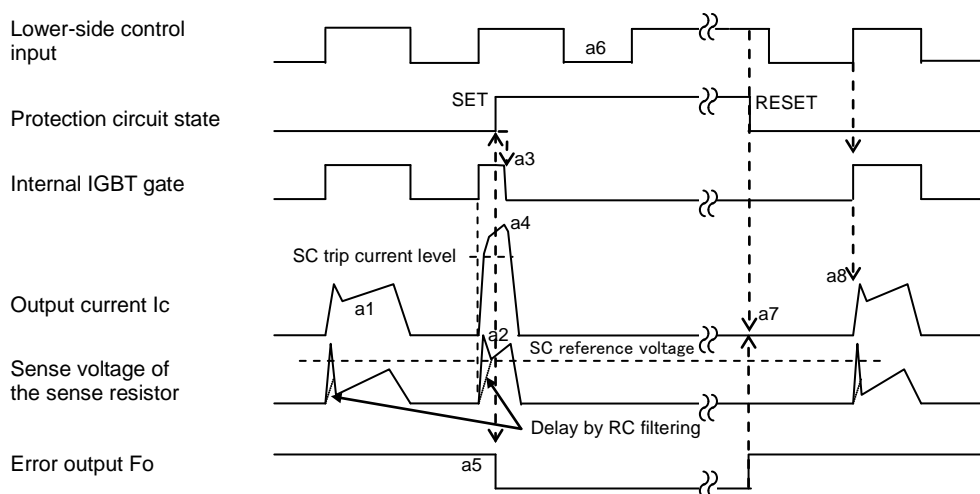 Lower-side control
input
a6
SET
RESET
Protection circuit state
a3
Internal IGBT gate
a4
SC trip current level
a8
Output current Ic
a1
a7
a2
SC reference voltage
Sense voltage of
the sense resistor
Delay by RC filtering
Error output Fo
a5